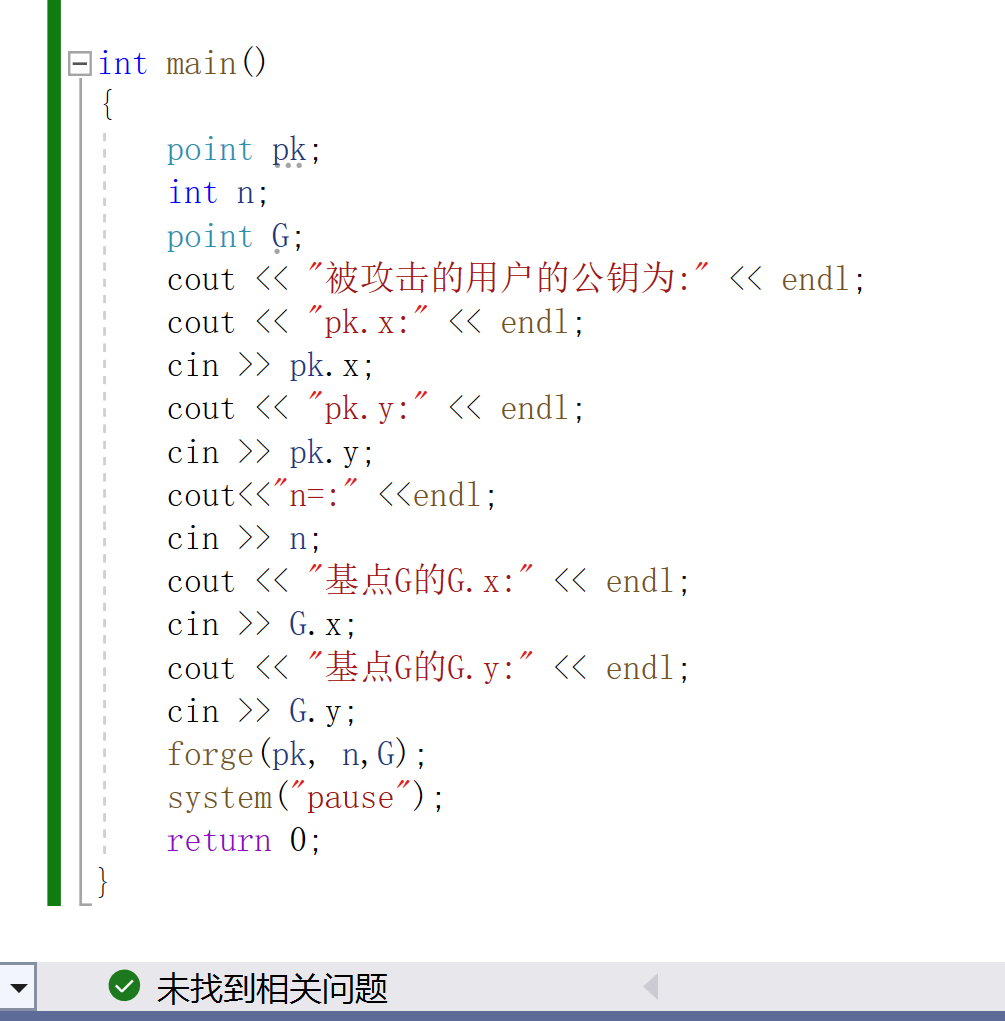 int main()
{
point pk;
int n;
point G;
cout << "被攻击的用户的公钥为:" << endl;
cout << "pk.x:" << endl;
cin >> pk.x;
cout << "pk.y:" << endl;
cin >> pk.y;
cout<<"n=:" <<endl;
cin >> n;
cout << "基点G的G.x:" << endl;
cin >> G.x;
cout << "基点G的G.y:" << endl;
cin >> G.y;
forge(pk, n,G);
system("pause");
return 0;
}
未找到相关问题